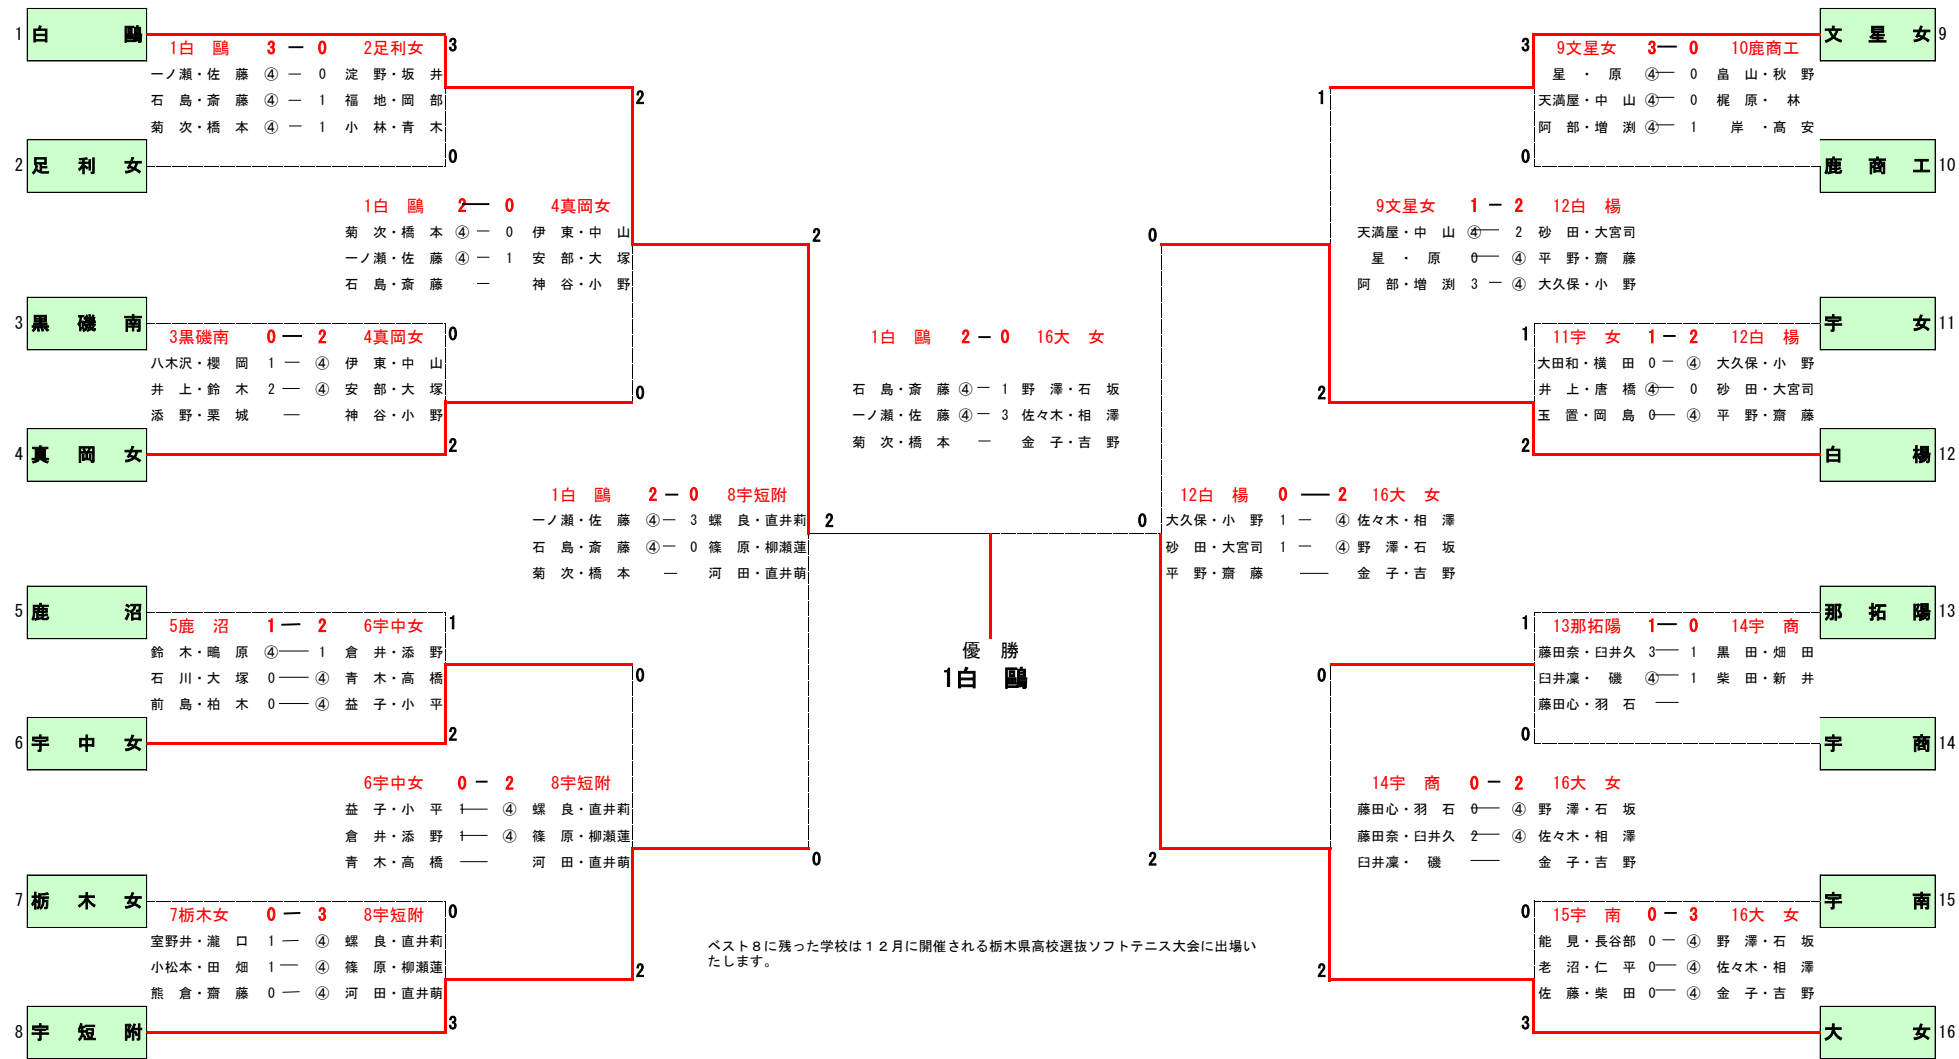 1 白 鷗
1白 鷗 3 ― 0 2足利女
一ノ瀬・佐 藤 ④ ― 0 淀 野・坂 井
石 島・斎 藤 ④ ― 1 福 地・岡 部
菊 次・橋 本 ④ ― 1 小 林・青 木
3
0
2 足 利 女
2
1白 鷗 2 ― 0 4真岡女
菊 次・橋 本 ④ ― 0 伊 東・中 山
一ノ瀬・佐 藤 ④ ― 1 安 部・大 塚
石 島・斎 藤 ― 神 谷・小 野
3 黒 磯 南
3黒磯南 0 ― 2 4真岡女
八木沢・櫻 岡 1 ― ④ 伊 東・中 山
井 上・鈴 木 2 ― ④ 安 部・大 塚
添 野・栗 城 ― 神 谷・小 野
0
2
0
4 真 岡 女
2
1白 鷗 2 ― 0 8宇短附
一ノ瀬・佐 藤 ④ ― 3 螺 良・直井莉
石 島・斎 藤 ④ ― 0 篠 原・柳瀬蓮
菊 次・橋 本 ― 河 田・直井萌
5 鹿 沼
5鹿 沼 1 ― 2 6宇中女
鈴 木・鴫 原 ④ ― 1 倉 井・添 野
石 川・大 塚 0 ― ④ 青 木・高 橋
前 島・柏 木 0 ― ④ 益 子・小 平
1
2
0
6 宇 中 女
6宇中女 0 ― 2 8宇短附
益 子・小 平 1 ― ④ 螺 良・直井莉
倉 井・添 野 1 ― ④ 篠 原・柳瀬蓮
青 木・高 橋 ― 河 田・直井萌
0
7 栃 木 女
7栃木女 0 ― 3 8宇短附
室野井・瀧 口 1 ― ④ 螺 良・直井莉
小松本・田 畑 1 ― ④ 篠 原・柳瀬蓮
熊 倉・齋 藤 0 ― ④ 河 田・直井萌
0
3
2
8 宇 短 附
1白 鷗 2 ― 0 16大 女
石 島・斎 藤 ④ ― 1 野 澤・石 坂
一ノ瀬・佐 藤 ④ ― 3 佐々木・相 澤
菊 次・橋 本 ― 金 子・吉 野
2
0
優 勝
1白 鷗
ベスト8に残った学校は12月に開催される栃木県高校選抜ソフトテニス大会に出場い
たします。
文 星 女 9
3
9文星女 3 ― 0 10鹿商工
星 ・ 原 ④ ― 0 畠 山・秋 野
天満屋・中 山 ④ ― 0 梶 原・ 林
阿 部・増 渕 ④ ― 1 岸 ・髙 安
0
鹿 商 工 10
1
9文星女 1 ― 2 12白 楊
天満屋・中 山 ④ ― 2 砂 田・大宮司
星 ・ 原 0 ― ④ 平 野・齋 藤
阿 部・増 渕 3 ― ④ 大久保・小 野
0
宇 女 11
1
11宇 女 1 ― 2 12白 楊
大田和・横 田 0 ― ④ 大久保・小 野
井 上・唐 橋 ④ ― 0 砂 田・大宮司
玉 置・岡 島 0 ― ④ 平 野・齋 藤
2
2
白 楊 12
12白 楊 0 ― 2 16大 女
大久保・小 野 1 ― ④ 佐々木・相 澤
砂 田・大宮司 1 ― ④ 野 澤・石 坂
平 野・齋 藤 ― 金 子・吉 野
那 拓 陽 13
1
13那拓陽 1 ― 0 14宇 商
藤田奈・臼井久 3 ― 1 黒 田・畑 田
臼井凜・ 磯 ④ ― 1 柴 田・新 井
藤田心・羽 石 ―
0
0
宇 商 14
14宇 商 0 ― 2 16大 女
藤田心・羽 石 0 ― ④ 野 澤・石 坂
藤田奈・臼井久 2 ― ④ 佐々木・相 澤
臼井凜・ 磯 ― 金 子・吉 野
2
宇 南 15
0
15宇 南 0 ― 3 16大 女
能 見・長谷部 0 ― ④ 野 澤・石 坂
老 沼・仁 平 0 ― ④ 佐々木・相 澤
佐 藤・柴 田 0 ― ④ 金 子・吉 野
2
3
大 女 16